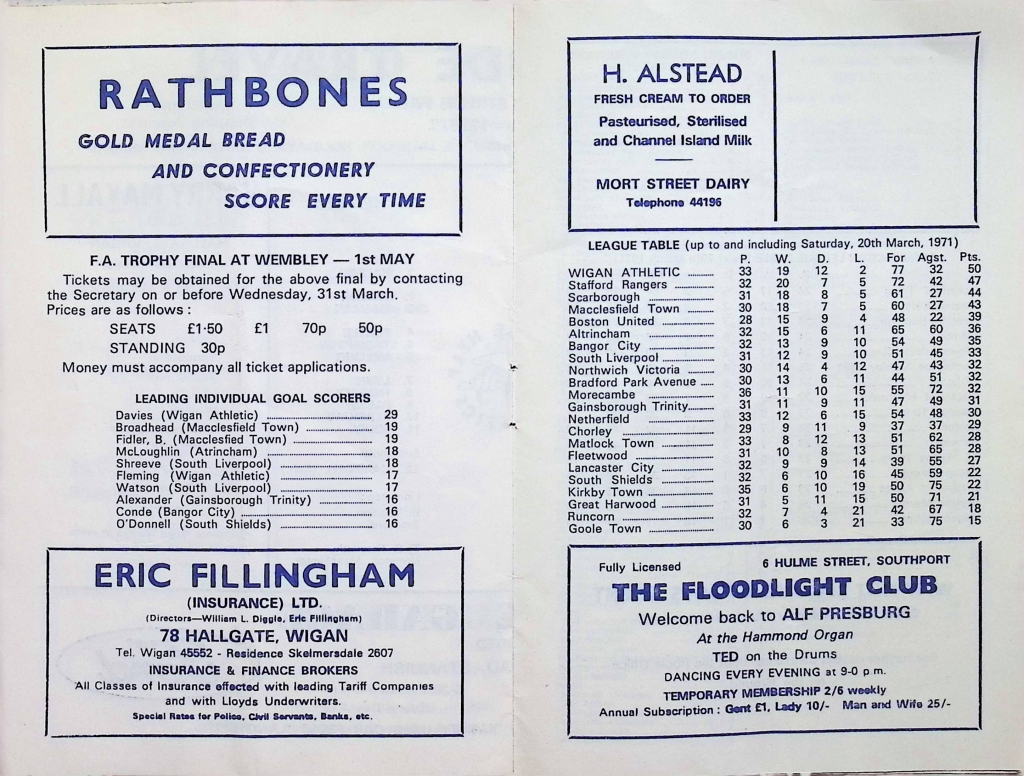 RATHBONES
GOLD MEDAL BREAD
AND CONFECTIONERY
SCORE EVERY TIME
F.A. TROPHY FINAL AT WEMBLEY — 1st MAY
Tickets may be obtained for the above final by contacting
the Secretary on or before Wednesday, 31st March.
Prices are as follows :
SEATS £1·50 £1 70p 50p
STANDING 30p
Money must accompany all ticket applications.
LEADING INDIVIDUAL GOAL SCORERS
Davies (Wigan Athletic) 29
Broadhead (Macclesfield Town) 19
Fidler, B. (Macclesfied Town) 19
McLoughlin (Atrincham) 18
Shreeve (South Liverpool) 18
Fleming (Wigan Athletic) 17
Watson (South Liverpool) 17
Alexander (Gainsborough Trinity) 16
Conde (Bangor City) 16
O'Donnell (South Shields) 16
ERIC FILLINGHAM
(INSURANCE) LTD.
(Directors—William L. Diggle, Eric Fillingham)
78 HALLGATE, WIGAN
Tel. Wigan 45552 - Residence Skelmersdale 2607
INSURANCE & FINANCE BROKERS
All Classes of Insurance effected with leading Tariff Companies
and with Lloyds Underwriters.
Special Rates for Police, Civil Servants, Banks, etc.
H. ALSTEAD
FRESH CREAM TO ORDER
Pasteurised, Sterilised
and Channel Island Milk
MORT STREET DAIRY
Telephone 44196
LEAGUE TABLE (up to and including Saturday, 20th March, 1971)
P. W. D. L. For Agst. Pts.
WIGAN ATHLETIC 33 19 12 2 77 32 50
Stafford Rangers 32 20 7 5 72 42 47
Scarborough 31 18 8 5 61 27 44
Macclesfield Town 30 18 7 5 60 27 43
Boston United 28 15 9 4 48 22 39
Altrincham 32 15 6 11 65 60 36
Bangor City 32 13 9 10 54 49 35
South Liverpool 31 12 9 10 51 45 33
Northwich Victoria 30 14 4 12 47 43 32
Bradford Park Avenue 30 13 6 11 44 51 32
Morecambe 36 11 10 15 55 72 32
Gainsborough Trinity 31 11 9 11 47 49 31
Netherfield 33 12 6 15 54 48 30
Chorley 29 9 11 9 37 37 29
Matlock Town 33 8 12 13 51 62 28
Fleetwood 31 10 8 13 51 65 28
Lancaster City 32 9 9 14 39 55 27
South Shields 32 6 10 16 45 59 22
Kirkby Town 35 6 10 19 50 75 22
Great Harwood 31 5 11 15 50 71 21
Runcorn 32 7 4 21 42 67 18
Goole Town 30 6 3 21 33 75 15
Fully Licensed 6 HULME STREET, SOUTHPORT
THE FLOODLIGHT CLUB
Welcome back to ALF PRESBURG
At the Hammond Organ
TED on the Drums
DANCING EVERY EVENING at 9-0 p m.
TEMPORARY MEMBERSHIP 2/6 weekly
Annual Subscription : Gent £1, Lady 10/- Man and Wife 25/-